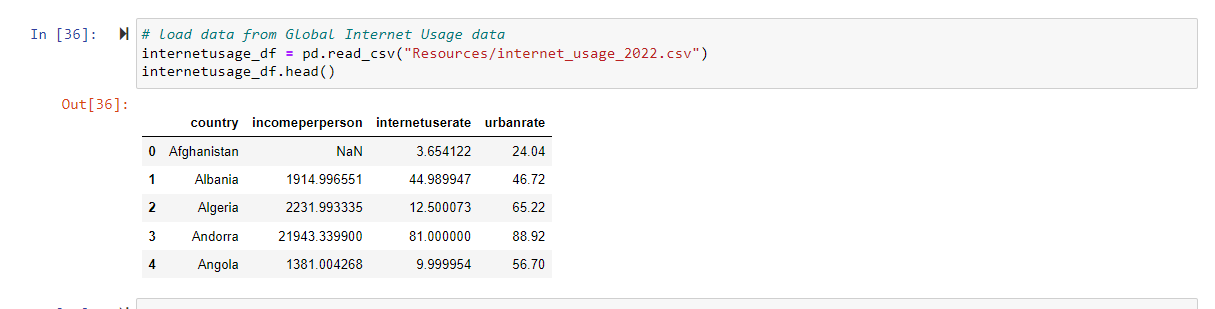 In [36]:
# load data from Global Internet Usage data
internetusage_df = pd.read_csv("Resources/internet_usage_2022.csv")
internetusage_df.head()
Out[36]:
country incomeperperson internetuserate urbanrate
0 Afghanistan NaN 3.654122 24.04
1 Albania 1914.996551 44.989947 46.72
2 Algeria 2231.993335 12.500073 65.22
3 Andorra 21943.339900 81.000000 88.92
4 Angola 1381.004268 9.999954 56.70